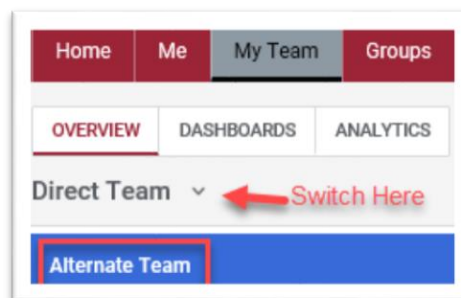 Home Me My Team Groups
OVERVIEW DASHBOARDS ANALYTICS
Direct Team Switch Here
Alternate Team